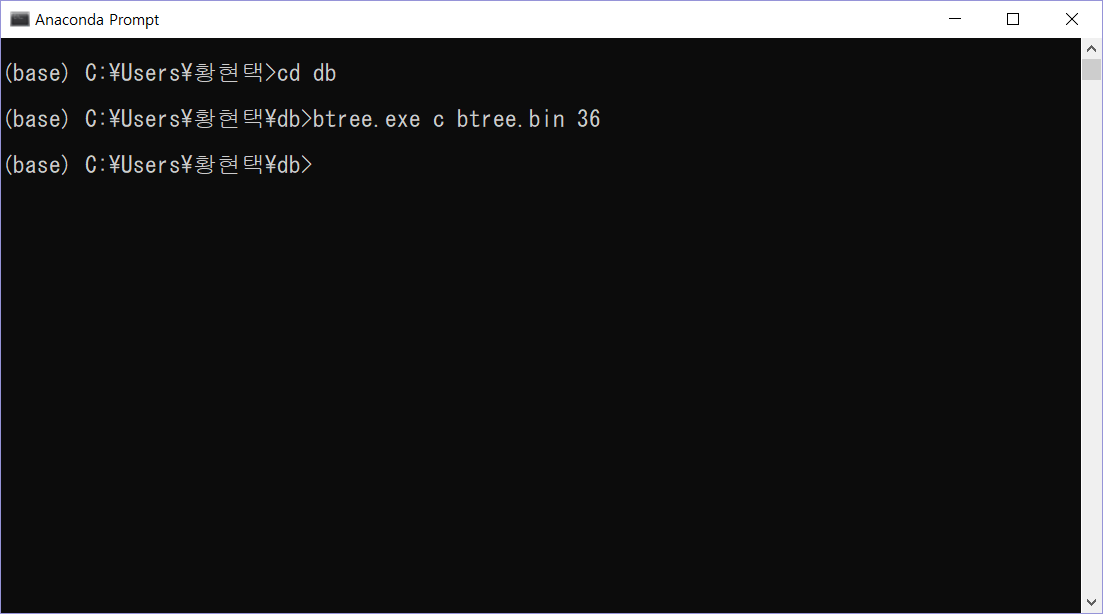 Anaconda Prompt
(base) C:¥Users¥황현택>cd db
(base) C:¥Users¥황현택¥db>btree.exe c btree.bin 36
(base) C:¥Users¥황현택¥db>